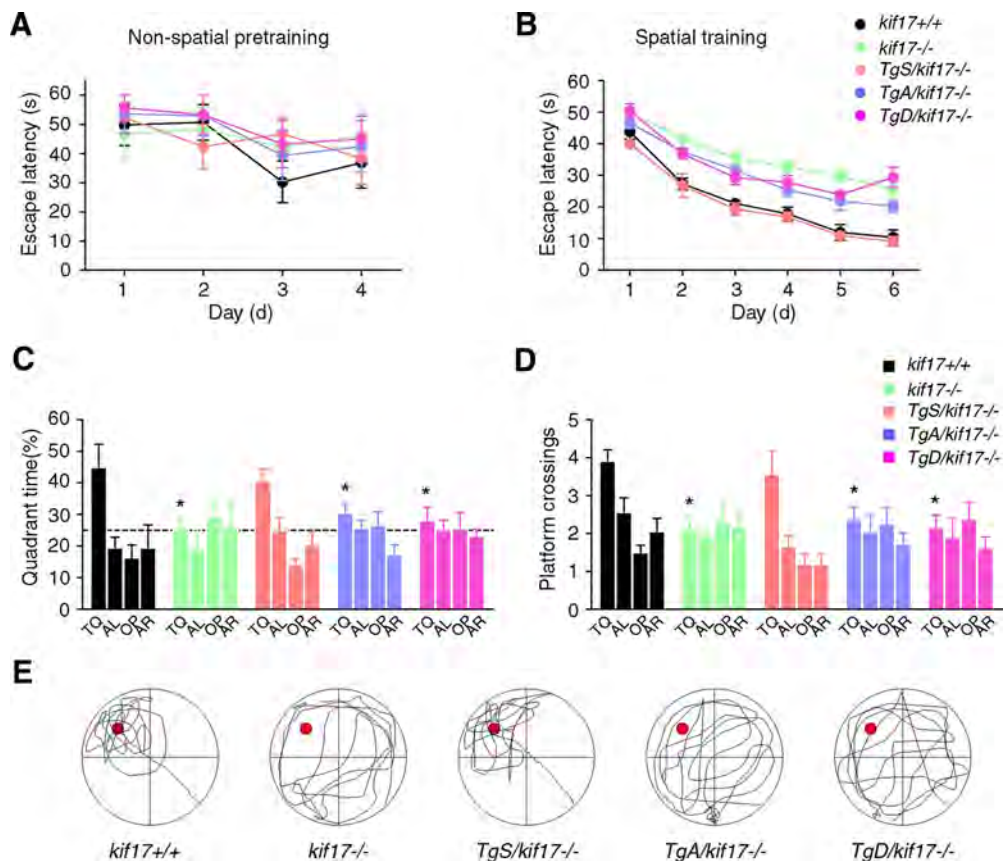 A
Non-spatial pretraining
Escape latency (s)
60
50
40
30
20
10
0
1 2 3 4
Day (d)
B
Spatial training
Escape latency (s)
60
50
40
30
20
10
0
1 2 3 4 5 6
Day (d)
kif17+/+
kif17-/-
TgS/kif17-/-
TgA/kif17-/-
TgD/kif17-/-
C
Quadrant time(%)
60
50
40
30
20
10
0
* * *
TQ AL OP AR TQ AL OP AR TQ AL OP AR TQ AL OP AR TQ AL OP AR
D
Platform crossings
5
4
3
2
1
0
* * *
TQ AL OP AR TQ AL OP AR TQ AL OP AR TQ AL OP AR TQ AL OP AR
kif17+/+
kif17-/-
TgS/kif17-/-
TgA/kif17-/-
TgD/kif17-/-
E
kif17+/+ kif17-/- TgS/kif17-/- TgA/kif17-/- TgD/kif17-/-